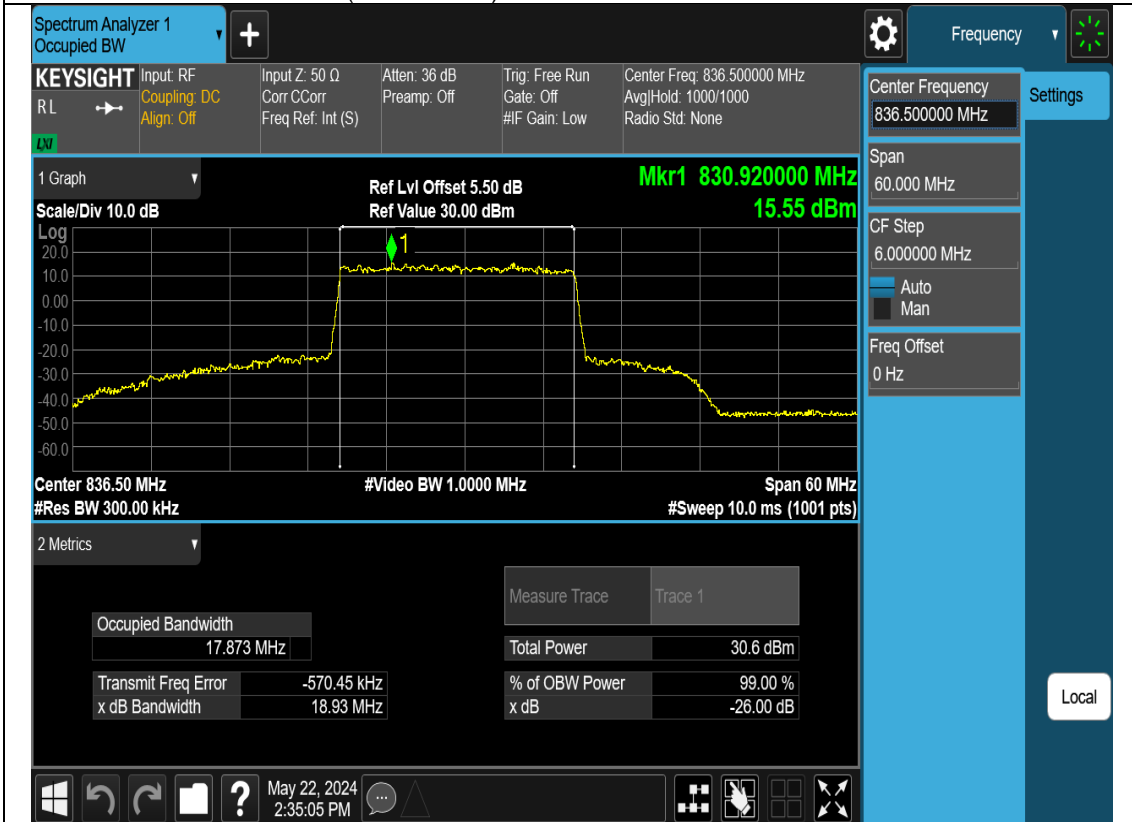 Spectrum Analyzer 1
Occupied BW
Frequency
KEYSIGHT
RL
LXI
Input: RF
Coupling: DC
Align: Off
Input Z: 50 Ω
Corr CCorr
Freq Ref: Int (S)
Atten: 36 dB
Preamp: Off
Trig: Free Run
Gate: Off
#IF Gain: Low
Center Freq: 836.500000 MHz
Avg|Hold: 1000/1000
Radio Std: None
Center Frequency
836.500000 MHz
Settings
Span
60.000 MHz
CF Step
6.000000 MHz
Auto
Man
Freq Offset
0 Hz
Local
1 Graph
Scale/Div 10.0 dB
Ref Lvl Offset 5.50 dB
Ref Value 30.00 dBm
Mkr1 830.920000 MHz
15.55 dBm
Log
1
20.0
10.0
0.00
-10.0
-20.0
-30.0
-40.0
-50.0
-60.0
Center 836.50 MHz
#Video BW 1.0000 MHz
Span 60 MHz
#Res BW 300.00 kHz
#Sweep 10.0 ms (1001 pts)
2 Metrics
Measure Trace Trace 1
Occupied Bandwidth
17.873 MHz
Total Power 30.6 dBm
Transmit Freq Error -570.45 kHz
% of OBW Power 99.00 %
x dB Bandwidth 18.93 MHz
x dB -26.00 dB
?
May 22, 2024
2:35:05 PM